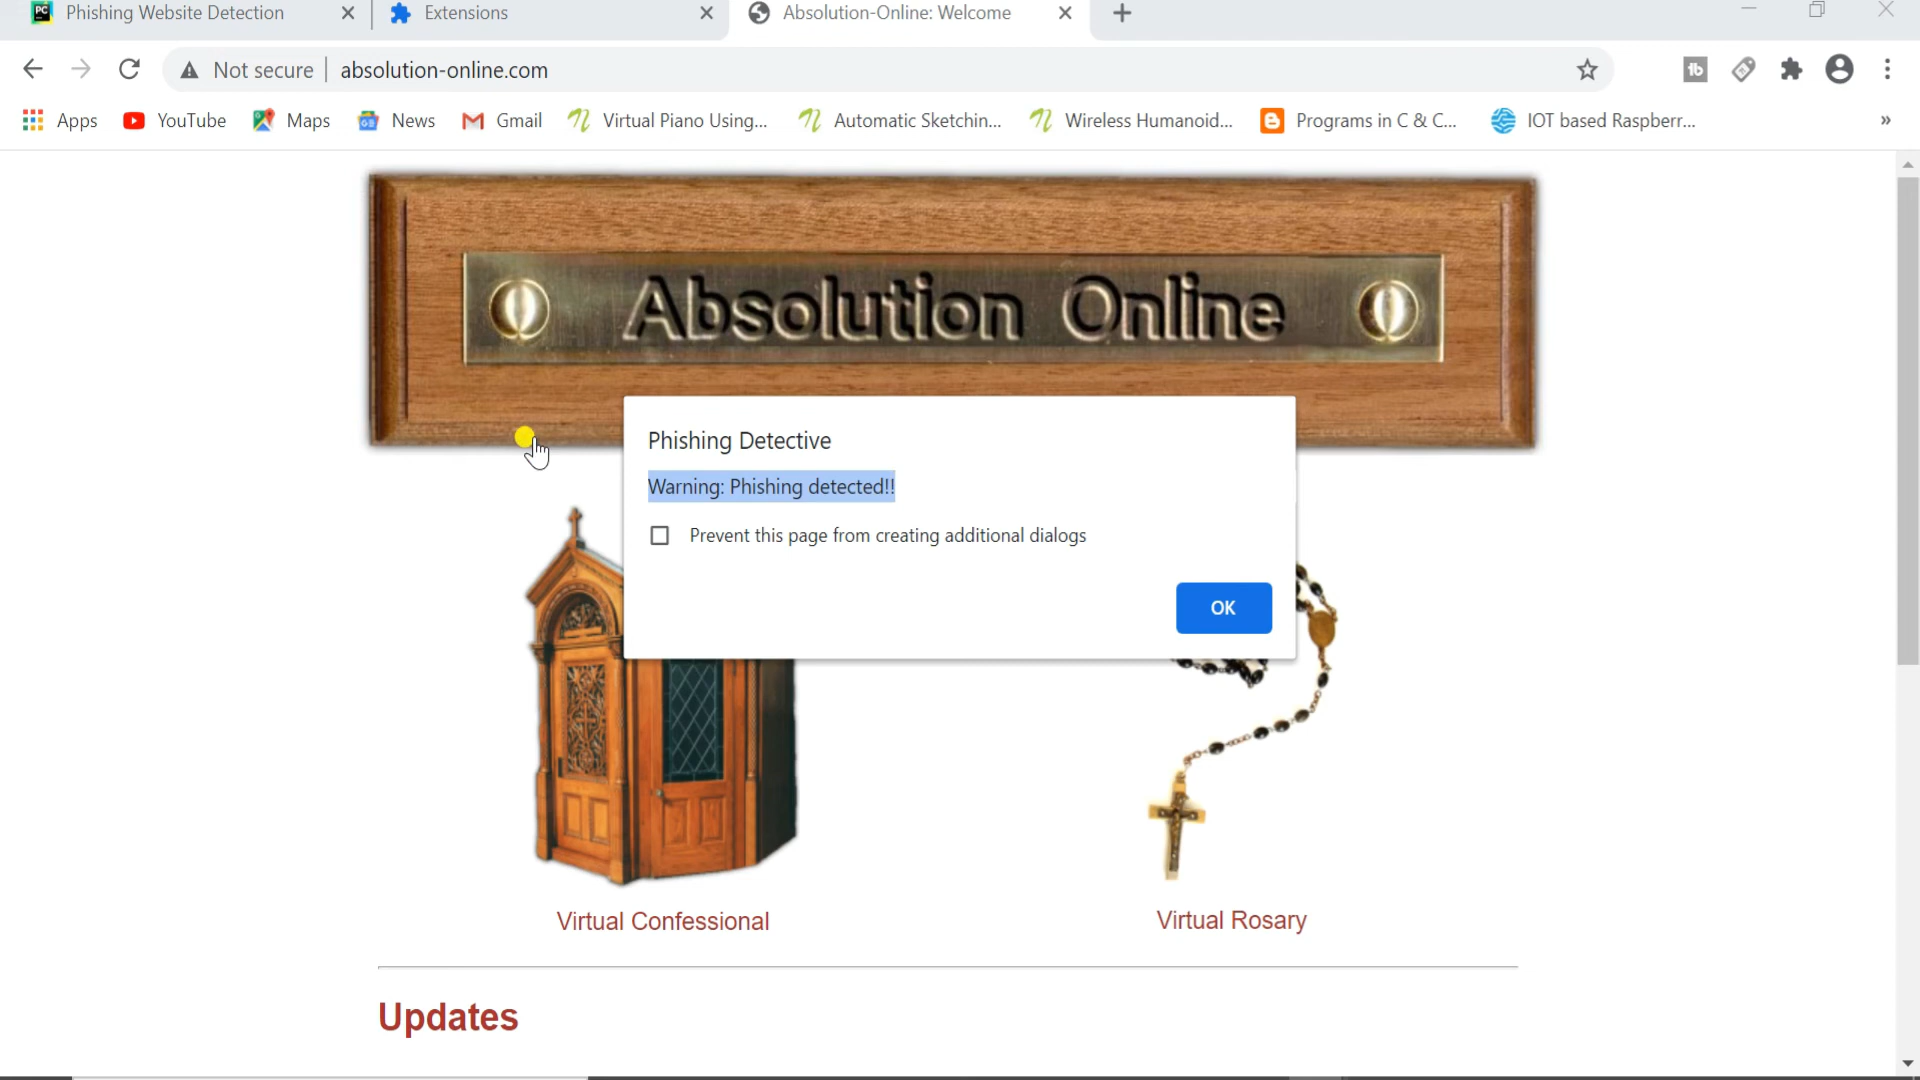 PC Phishing Website Detection
Extensions
Absolution-Online: Welcome
Not secure absolution-online.com
tb
Apps YouTube Maps News Gmail Virtual Piano Using... Automatic Sketchin... Wireless Humanoid... Programs in C & C... IOT based Raspberr... »
Absolution Online
Phishing Detective
Warning: Phishing detected!!
Prevent this page from creating additional dialogs
OK
Virtual Confessional
Virtual Rosary
Updates